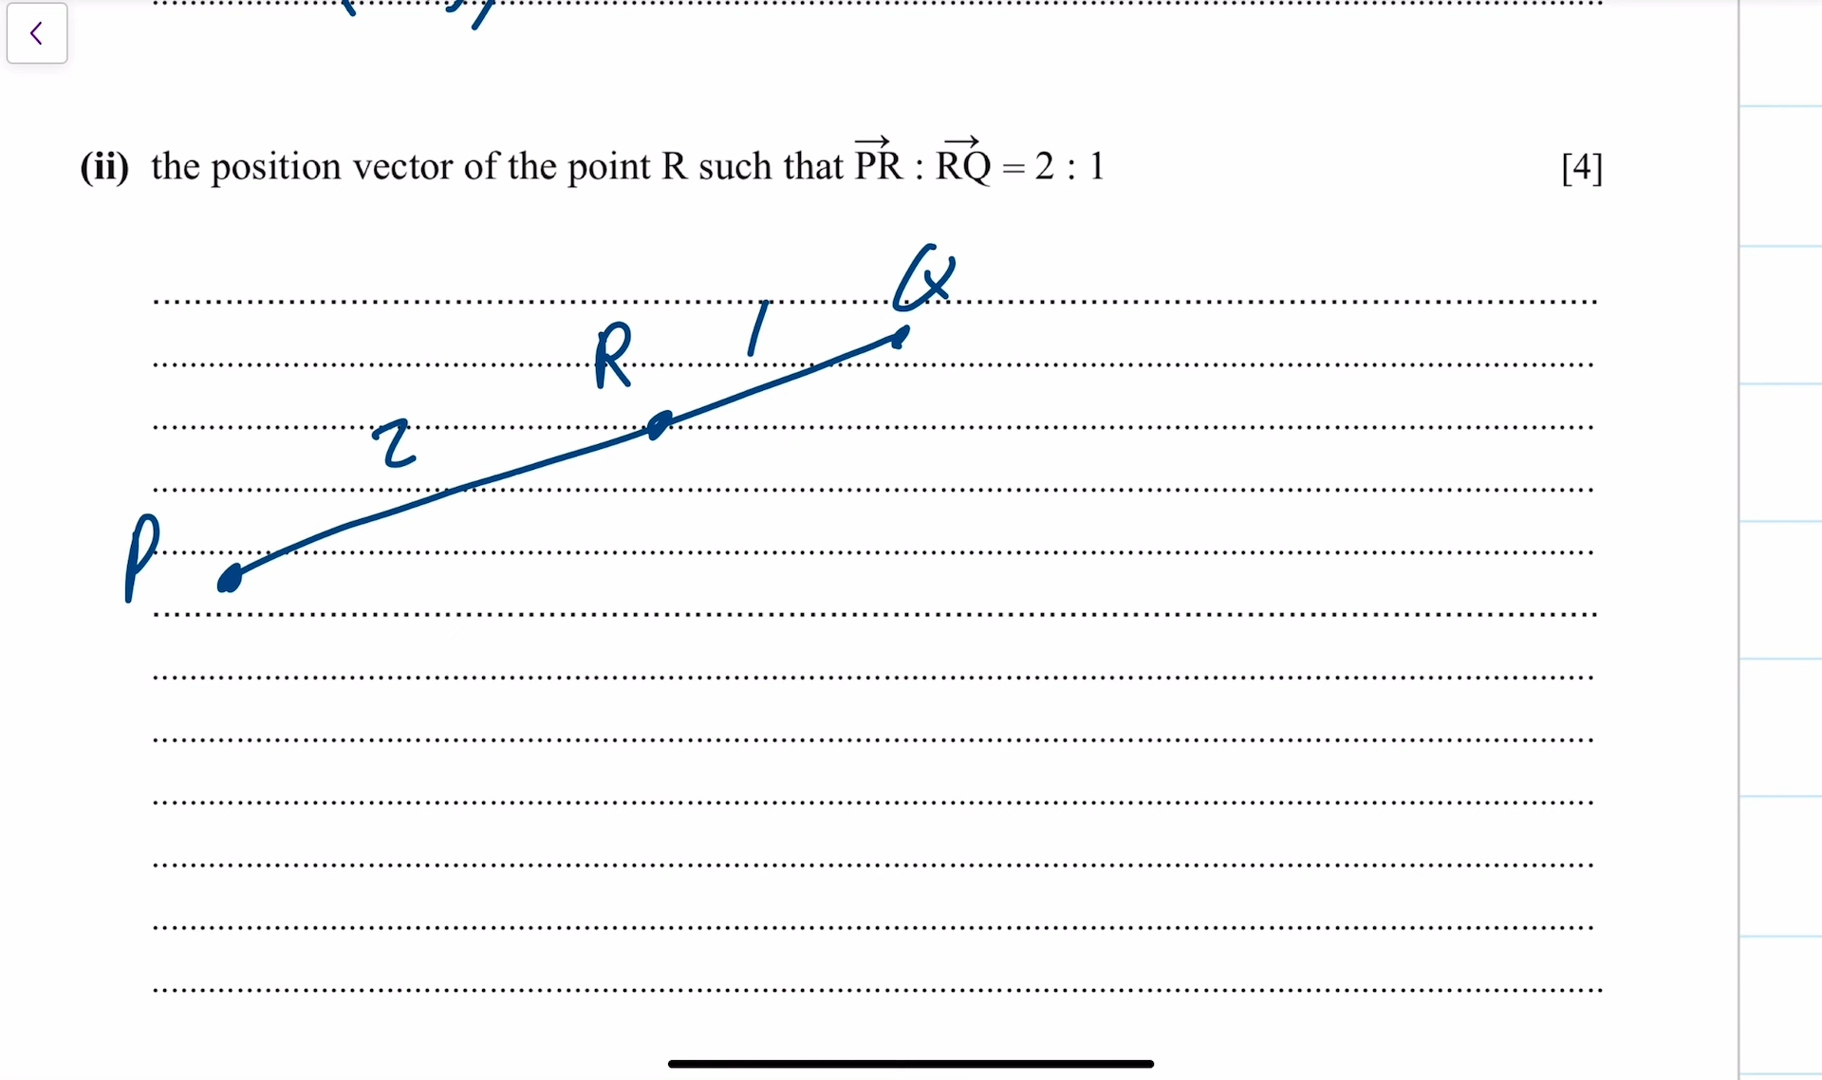 (ii) the position vector of the point R such that PR : RQ = 2 : 1 [4]
Q
R 1
2
P